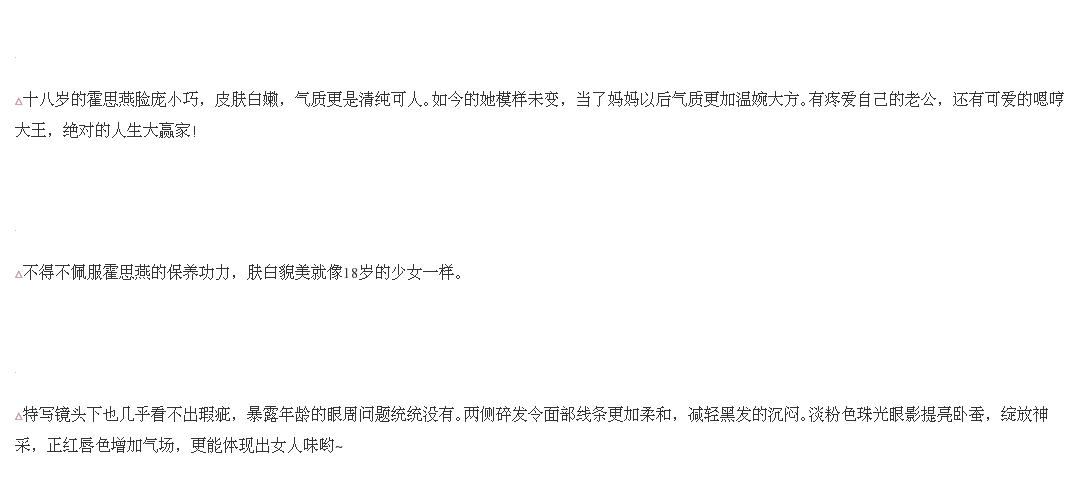 △十八岁的霍思燕脸庞小巧，皮肤白嫩，气质更是清纯可人。如今的她模样未变，当了妈妈以后气质更加温婉大方。有疼爱自己的老公，还有可爱的嗯哼
大王，绝对的人生大赢家!
△不得不佩服霍思燕的保养功力，肤白貌美就像18岁的少女一样。
△特写镜头下也几乎看不出瑕疵，暴露年龄的眼周问题统统没有。两侧碎发令面部线条更加柔和，减轻黑发的沉闷。淡粉色珠光眼影提亮卧蚕，绽放神
采，正红唇色增加气场，更能体现出女人味哟~